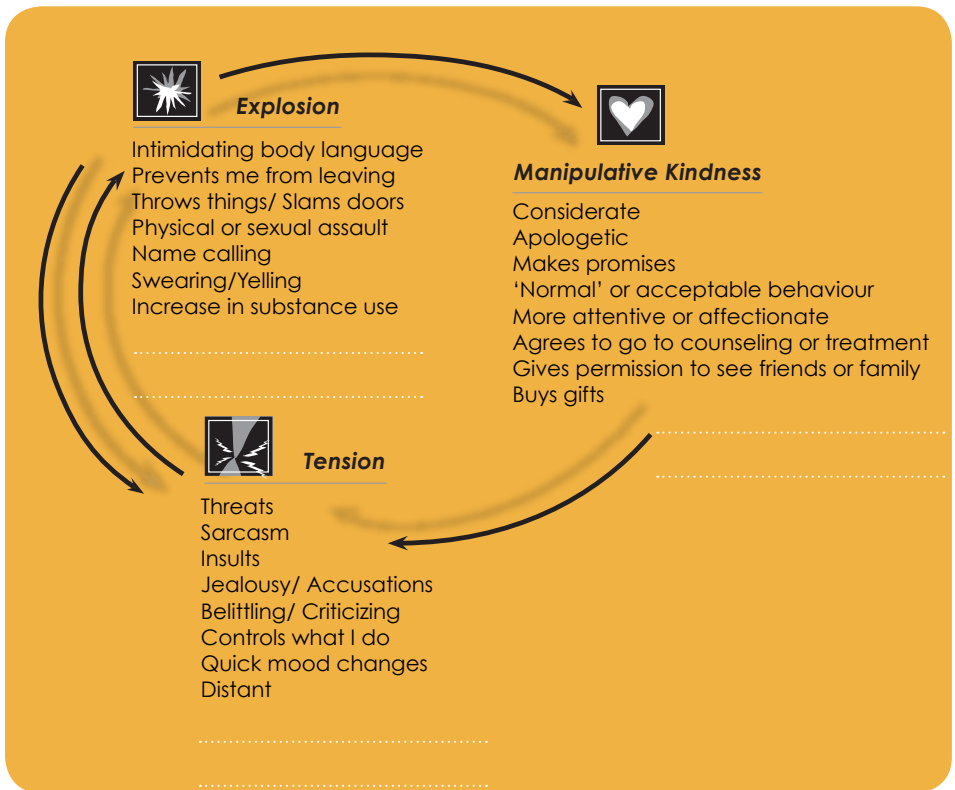 Explosion
Intimidating body language
Prevents me from leaving
Throws things/ Slams doors
Physical or sexual assault
Name calling
Swearing/Yelling
Increase in substance use
Manipulative Kindness
Considerate
Apologetic
Makes promises
‘Normal’ or acceptable behaviour
More attentive or affectionate
Agrees to go to counseling or treatment
Gives permission to see friends or family
Buys gifts
Tension
Threats
Sarcasm
Insults
Jealousy/ Accusations
Belittling/ Criticizing
Controls what I do
Quick mood changes
Distant